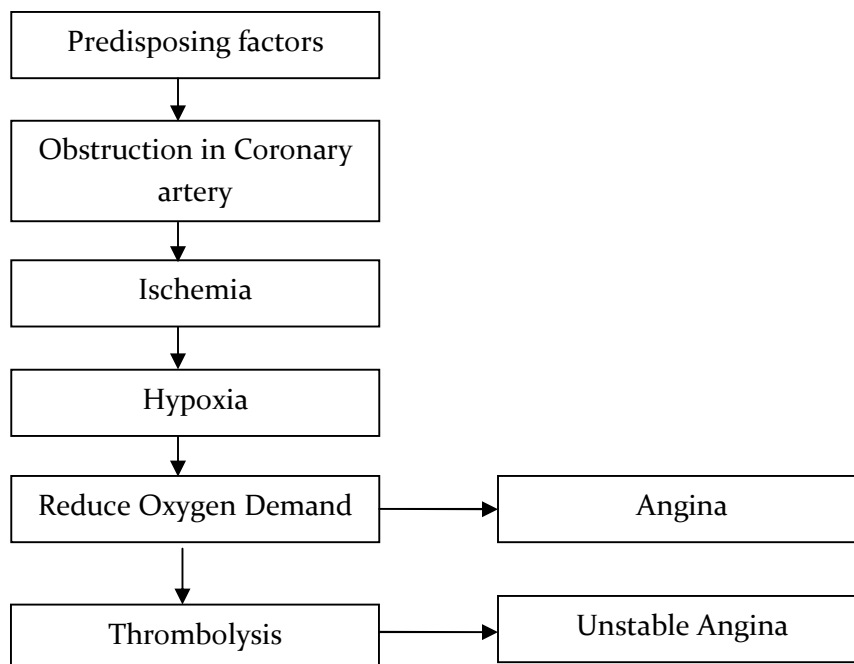 Predisposing factors
Obstruction in Coronary
artery
Ischemia
Hypoxia
Reduce Oxygen Demand
Angina
Thrombolysis
Unstable Angina